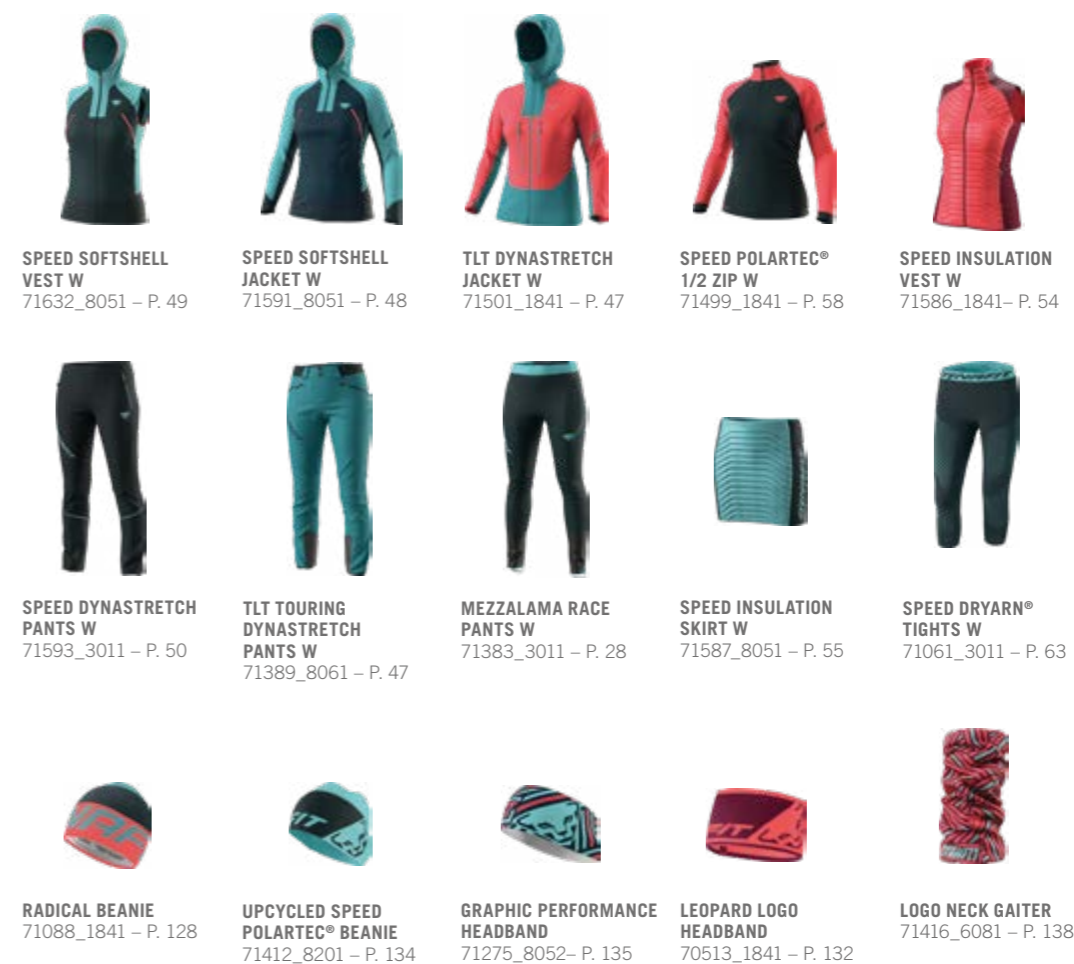 SPEED SOFTSHELL
VEST W
71632_8051 – P. 49
SPEED SOFTSHELL
JACKET W
71591_8051 – P. 48
TLT DYNASTRETCH
JACKET W
71501_1841 – P. 47
SPEED POLARTEC®
1/2 ZIP W
71499_1841 – P. 58
SPEED INSULATION
VEST W
71586_1841– P. 54
SPEED DYNASTRETCH
PANTS W
71593_3011 – P. 50
TLT TOURING
DYNASTRETCH
PANTS W
71389_8061 – P. 47
MEZZALAMA RACE
PANTS W
71383_3011 – P. 28
SPEED INSULATION
SKIRT W
71587_8051 – P. 55
SPEED DRYARN®
TIGHTS W
71061_3011 – P. 63
RADICAL BEANIE
71088_1841 – P. 128
UPCYCLED SPEED
POLARTEC® BEANIE
71412_8201 – P. 134
GRAPHIC PERFORMANCE
HEADBAND
71275_8052– P. 135
LEOPARD LOGO
HEADBAND
70513_1841 – P. 132
LOGO NECK GAITER
71416_6081 – P. 138